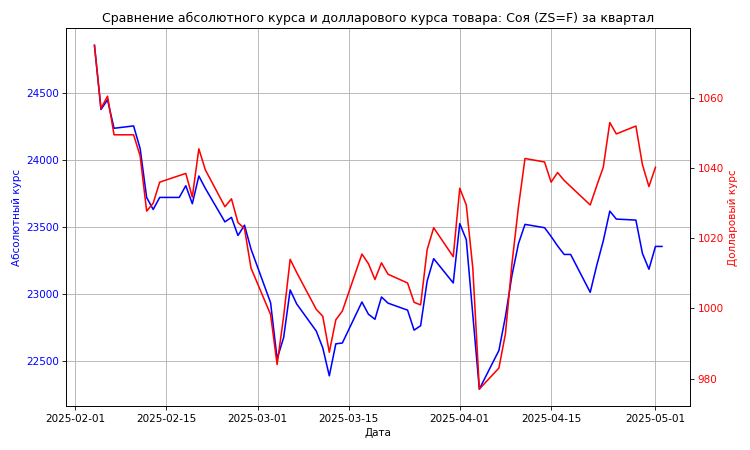 Сравнение абсолютного курса и долларового курса товара: Соя (ZS=F) за квартал
Абсолютный курс
24500
24000
23500
23000
22500
1060
1040
1020
1000
980
Долларовый курс
2025-02-01 2025-02-15 2025-03-01 2025-03-15 2025-04-01 2025-04-15 2025-05-01
Дата